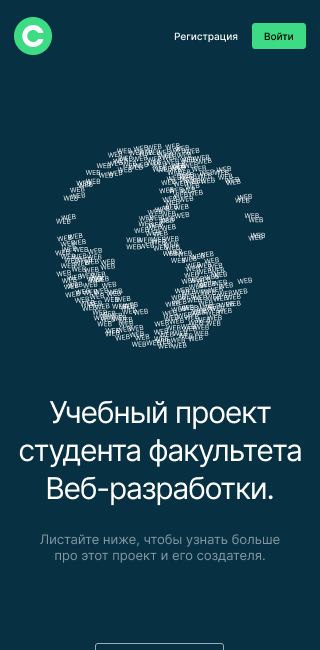 C
Регистрация
Войти
WEB
Учебный проект
студента факультета
Веб-разработки.
Листайте ниже, чтобы узнать больше
про этот проект и его создателя.